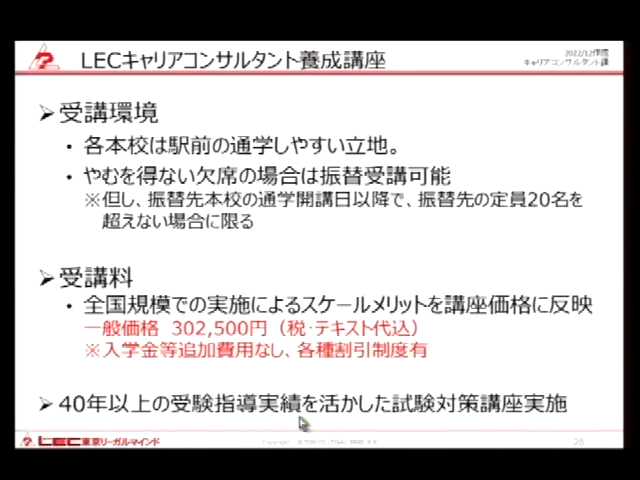 LECキャリアコンサルタント養成講座
2022/12作成
キャリアコンサルタント課
➤受講環境
・各本校は駅前の通学しやすい立地。
・やむを得ない欠席の場合は振替受講可能
※但し、振替先本校の通学開講日以降で、振替先の定員20名を
超えない場合に限る
➤受講料
・全国規模での実施によるスケールメリットを講座価格に反映
一般価格 302,500円（税・テキスト代込）
※入学金等追加費用なし、各種割引制度有
➤40年以上の受験指導実績を活かした試験対策講座実施
LEC東京リーガルマインド
Copyright